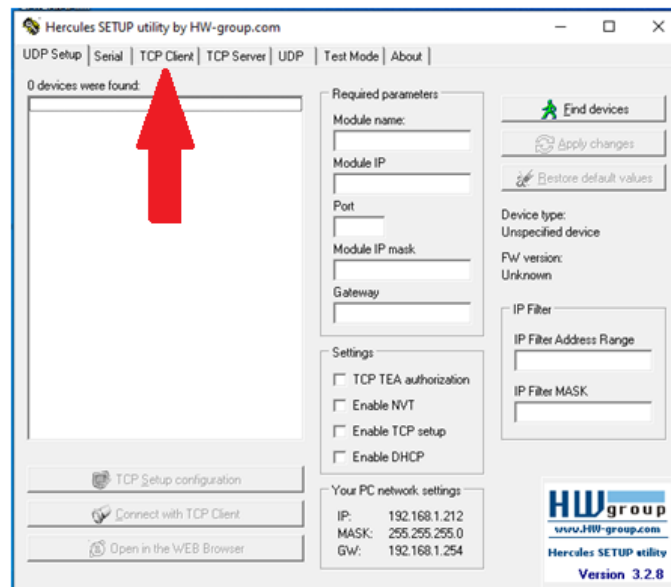 Hercules SETUP utility by HW-group.com
UDP Setup Serial TCP Client TCP Server UDP Test Mode About
0 devices were found:
Required parameters
Module name:
Module IP
Port
Module IP mask
Gateway
Settings
TCP TEA authorization
Enable NVT
Enable TCP setup
Enable DHCP
Your PC network settings
IP: 192.168.1.212
MASK: 255.255.255.0
GW: 192.168.1.254
TCP Setup configuration
Connect with TCP Client
Open in the WEB Browser
Find devices
Apply changes
Restore default values
Device type:
Unspecified device
FW version:
Unknown
IP Filter
IP Filter Address Range
IP Filter MASK
HW group
www.HW-group.com
Hercules SETUP utility
Version 3.2.8